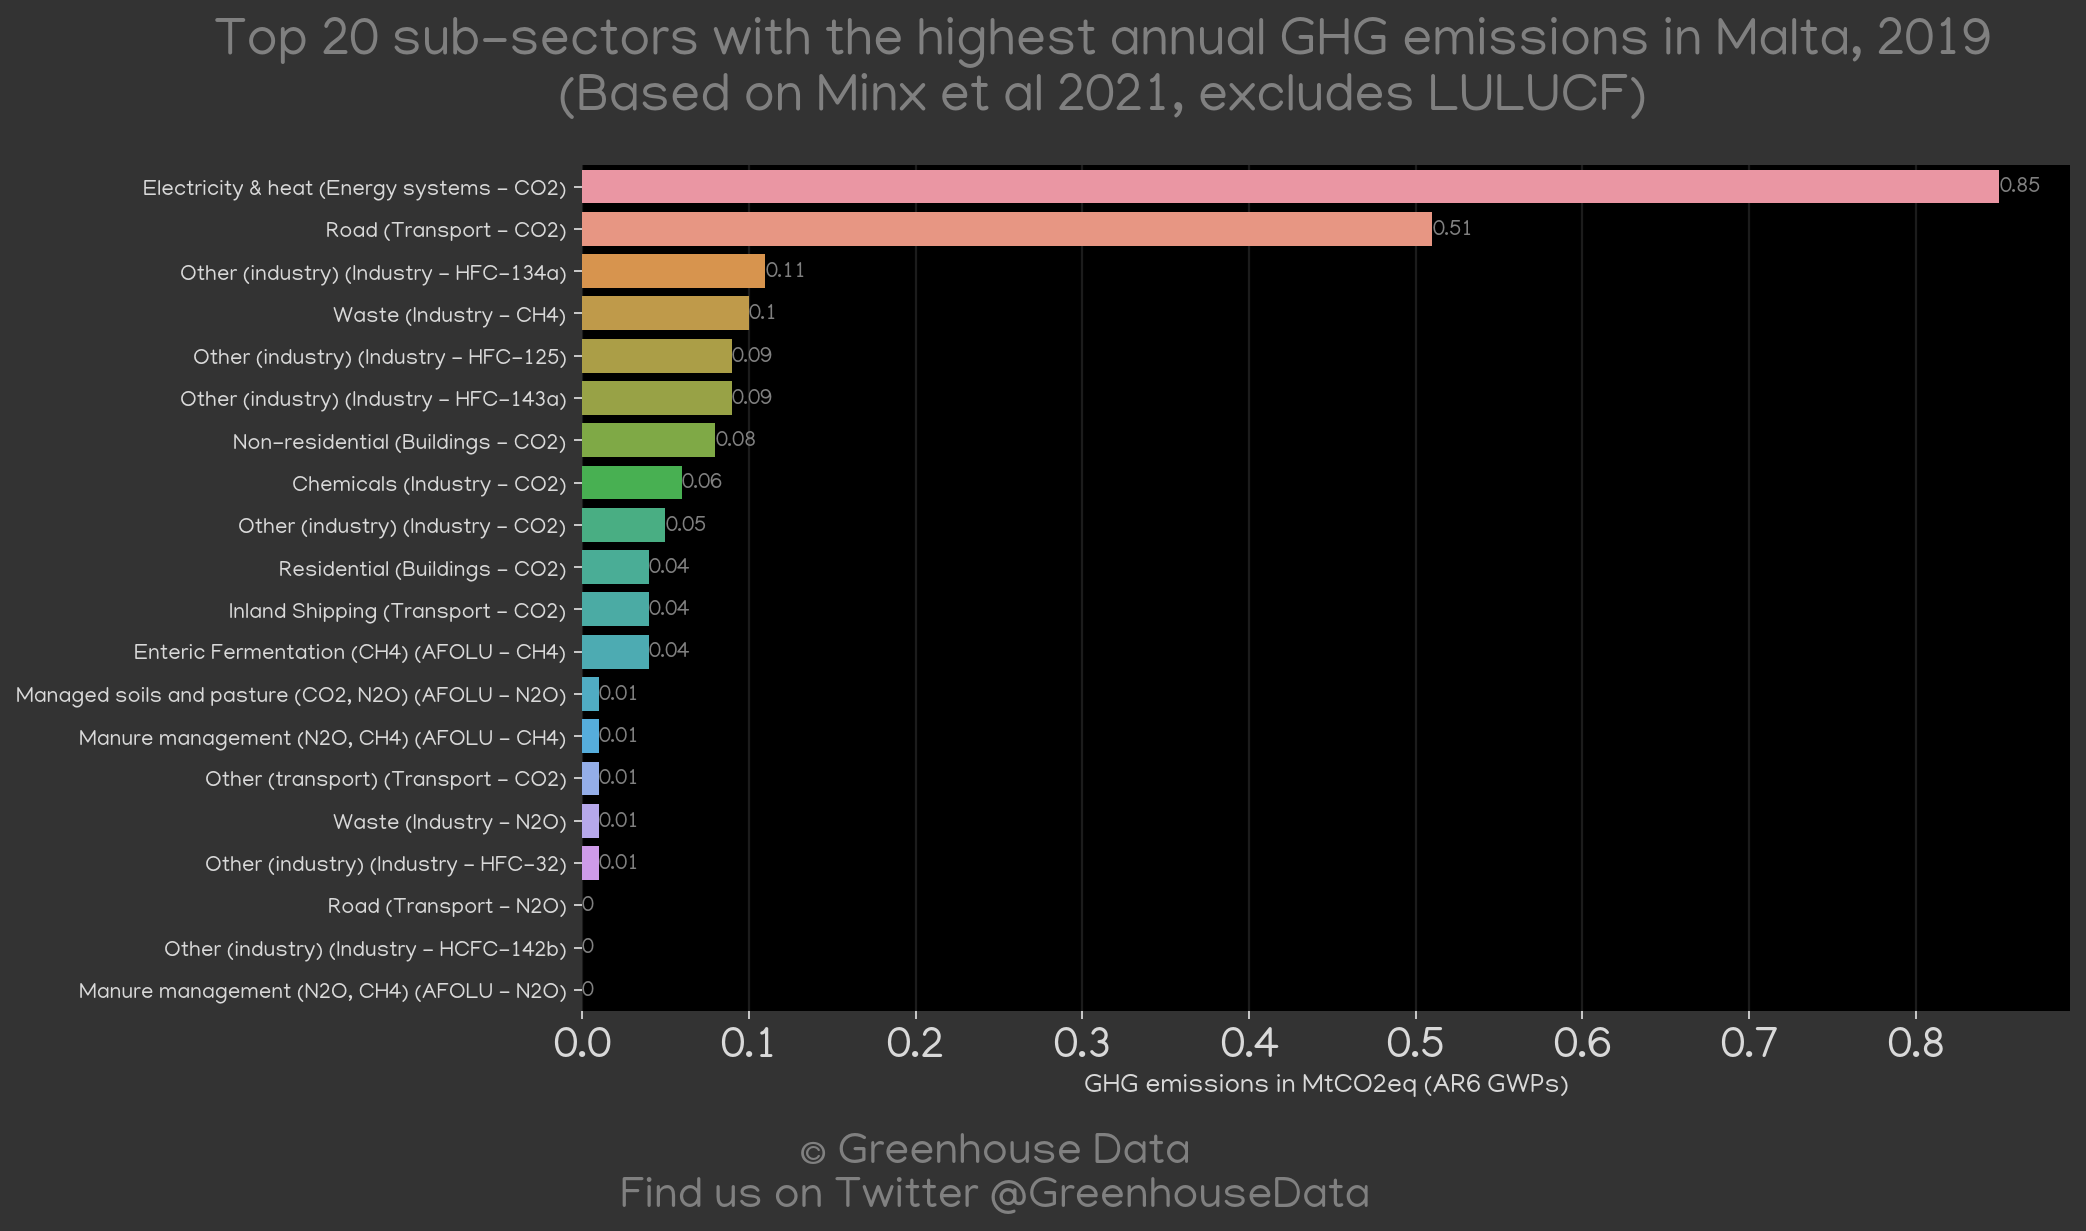 Top 20 sub-sectors with the highest annual GHG emissions in Malta, 2019
(Based on Minx et al 2021, excludes LULUCF)
Electricity & heat (Energy systems - CO2) 0.85
Road (Transport - CO2) 0.51
Other (industry) (Industry - HFC-134a) 0.11
Waste (Industry - CH4) 0.1
Other (industry) (Industry - HFC-125) 0.09
Other (industry) (Industry - HFC-143a) 0.09
Non-residential (Buildings - CO2) 0.08
Chemicals (Industry - CO2) 0.06
Other (industry) (Industry - CO2) 0.05
Residential (Buildings - CO2) 0.04
Inland Shipping (Transport - CO2) 0.04
Enteric Fermentation (CH4) (AFOLU - CH4) 0.04
Managed soils and pasture (CO2, N2O) (AFOLU - N2O) 0.01
Manure management (N2O, CH4) (AFOLU - CH4) 0.01
Other (transport) (Transport - CO2) 0.01
Waste (Industry - N2O) 0.01
Other (industry) (Industry - HFC-32) 0.01
Road (Transport - N2O) 0
Other (industry) (Industry - HCFC-142b) 0
Manure management (N2O, CH4) (AFOLU - N2O) 0
0.0 0.1 0.2 0.3 0.4 0.5 0.6 0.7 0.8
GHG emissions in MtCO2eq (AR6 GWPs)
© Greenhouse Data
Find us on Twitter @GreenhouseData